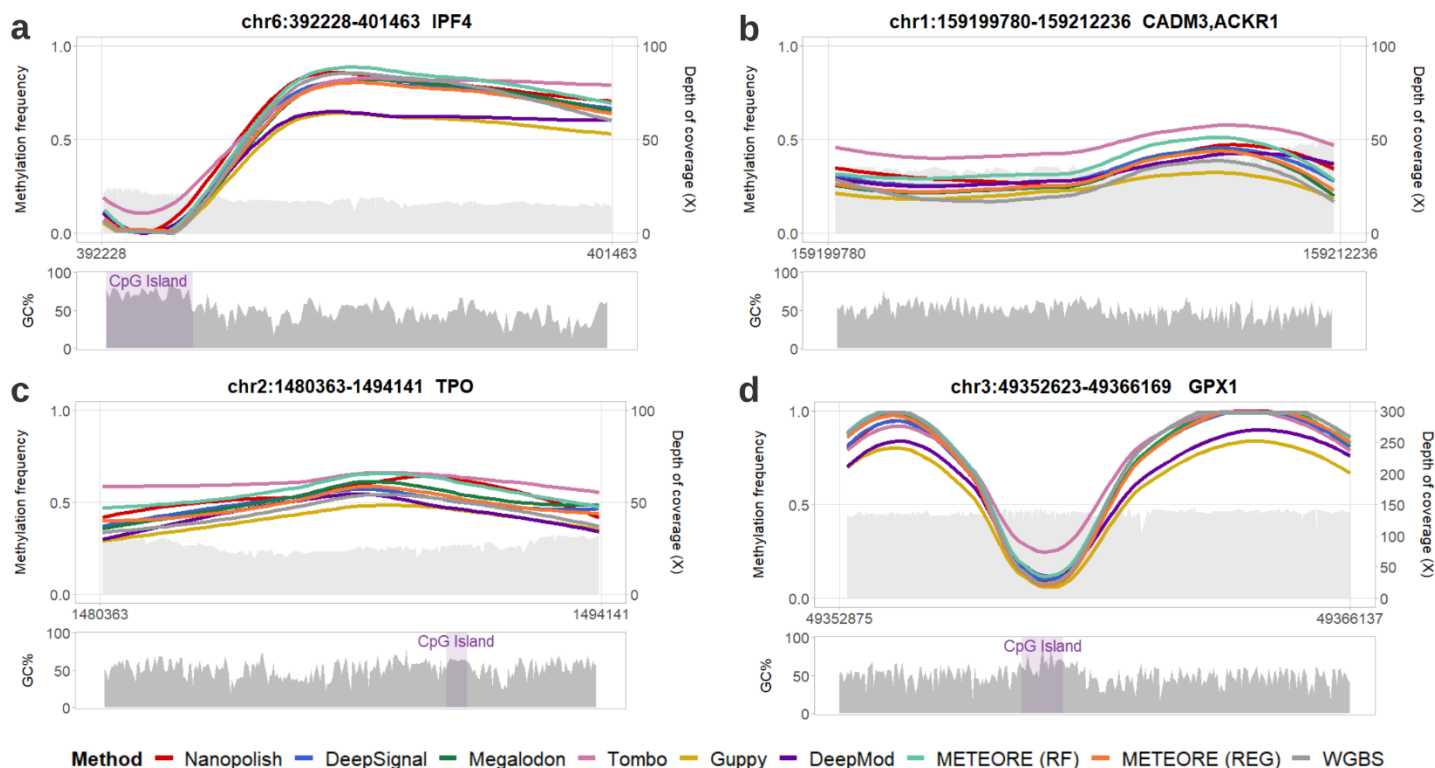 a
chr6:392228-401463 IPF4
Methylation frequency
1.0
0.5
0.0
100
50
0
Depth of coverage (X)
392228
401463
GC%
100
50
0
CpG Island
b
chr1:159199780-159212236 CADM3,ACKR1
Methylation frequency
1.0
0.5
0.0
100
50
0
Depth of coverage (X)
159199780
159212236
GC%
100
50
0
c
chr2:1480363-1494141 TPO
Methylation frequency
1.0
0.5
0.0
100
50
0
Depth of coverage (X)
1480363
1494141
GC%
100
50
0
CpG Island
d
chr3:49352623-49366169 GPX1
Methylation frequency
1.0
0.5
0.0
300
250
200
150
100
50
0
Depth of coverage (X)
49352875
49366137
GC%
100
50
0
CpG Island
Method Nanopolish DeepSignal Megalodon Tombo Guppy DeepMod METEORE (RF) METEORE (REG) WGBS